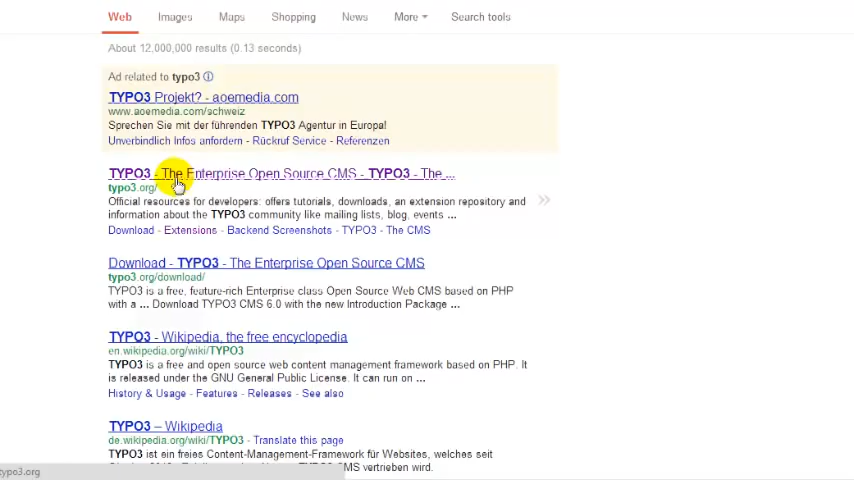 Web Images Maps Shopping News More Search tools
About 12,000,000 results (0.13 seconds)
Ad related to typo3
TYPO3 Projekt? - aoemedia.com
www.aoemedia.com/schweiz
Sprechen Sie mit der führenden TYPO3 Agentur in Europa!
Unverbindlich Infos anfordern - Rückruf Service - Referenzen
TYPO3 - The Enterprise Open Source CMS - TYPO3 - The ...
typo3.org/
Official resources for developers: offers tutorials, downloads, an extension repository and
information about the TYPO3 community like mailing lists, blog, events ...
Download - Extensions - Backend Screenshots - TYPO3 - The CMS
Download - TYPO3 - The Enterprise Open Source CMS
typo3.org/download/
TYPO3 is a free, feature-rich Enterprise class Open Source Web CMS based on PHP
with a ... Download TYPO3 CMS 6.0 with the new Introduction Package ...
TYPO3 - Wikipedia, the free encyclopedia
en.wikipedia.org/wiki/TYPO3
TYPO3 is a free and open source web content management framework based on PHP. It
is released under the GNU General Public License. It can run on ...
History & Usage - Features - Releases - See also
TYPO3 – Wikipedia
de.wikipedia.org/wiki/TYPO3 - Translate this page
TYPO3 ist ein freies Content-Management-Framework für Websites, welches seit
CMS vertrieben wird.
typo3.org